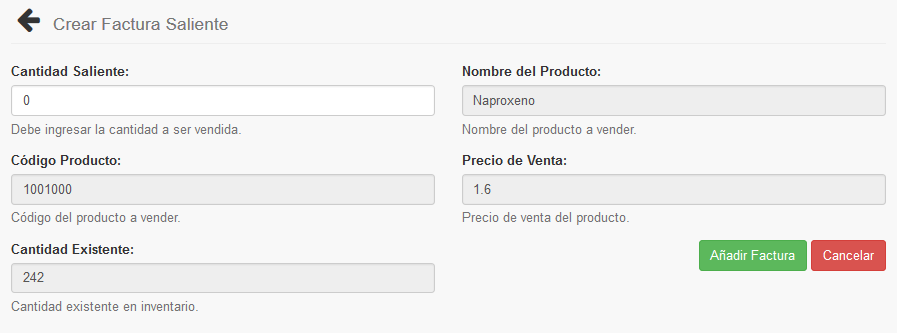 Crear Factura Saliente
Cantidad Saliente:
0
Debe ingresar la cantidad a ser vendida.
Nombre del Producto:
Naproxeno
Nombre del producto a vender.
Código Producto:
1001000
Código del producto a vender.
Precio de Venta:
1.6
Precio de venta del producto.
Cantidad Existente:
242
Cantidad existente en inventario.
Añadir Factura
Cancelar